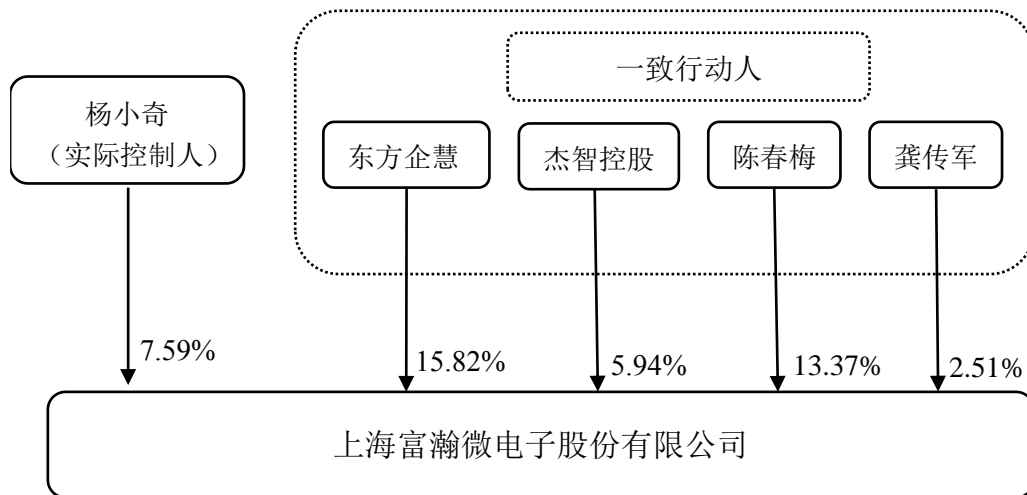 一致行动人
杨小奇
（实际控制人）
东方企慧
杰智控股
陈春梅
龚传军
7.59%
15.82%
5.94%
13.37%
2.51%
上海富瀚微电子股份有限公司